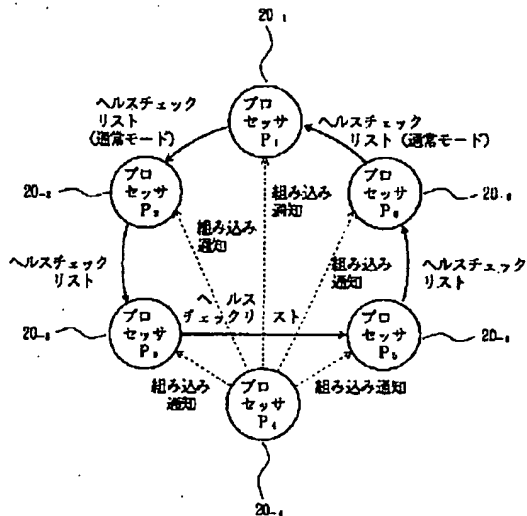 20₋₁
ヘルスチェック
リスト
(通常モード)
プロ
セッサ
P₁
ヘルスチェック
リスト(通常モード)
20₋₂
プロ
セッサ
P₂
組み込み
通知
組み込み
通知
プロ
セッサ
P₆
20₋₆
ヘルスチェック
リスト
組み込み
通知
ヘルスチェック
リスト
20₋₃
プロ
セッサ
P₃
ヘルス
チェックリスト
プロ
セッサ
P₅
20₋₅
組み込み
通知
プロ
セッサ
P₄
組み込み通知
20₋₄